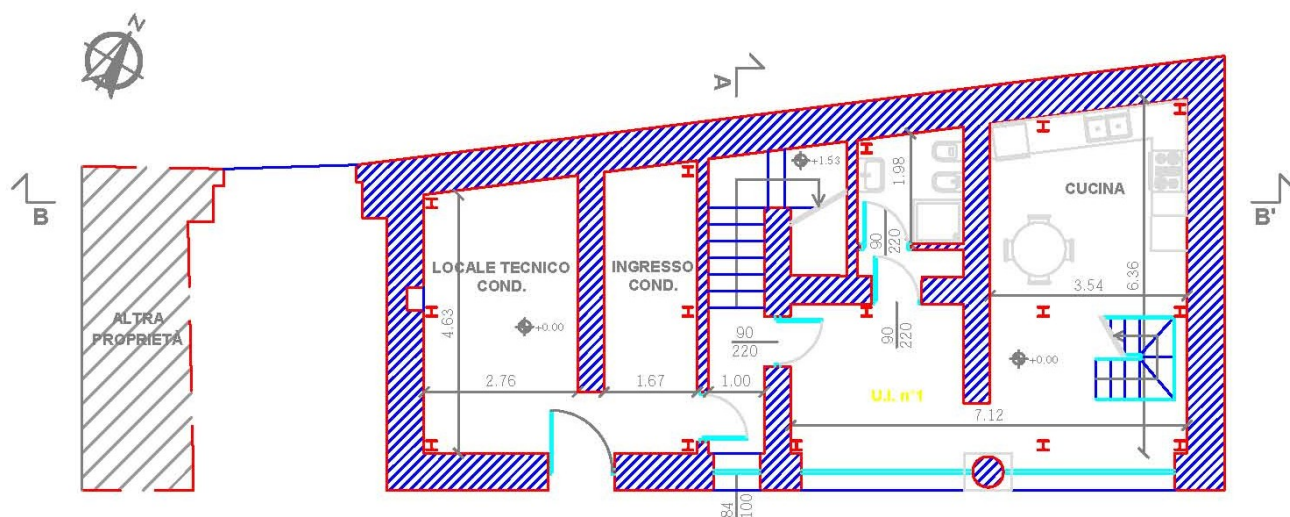 N
A
B
B'
ALTRA
PROPRIETÀ
LOCALE TECNICO
COND.
+0.00
4.63
2.76
INGRESSO
COND.
1.67
1.00
+1.53
1.98
90
220
90
220
90
220
CUCINA
3.54
6.36
+0.00
U.I. n°1
7.12
84
100